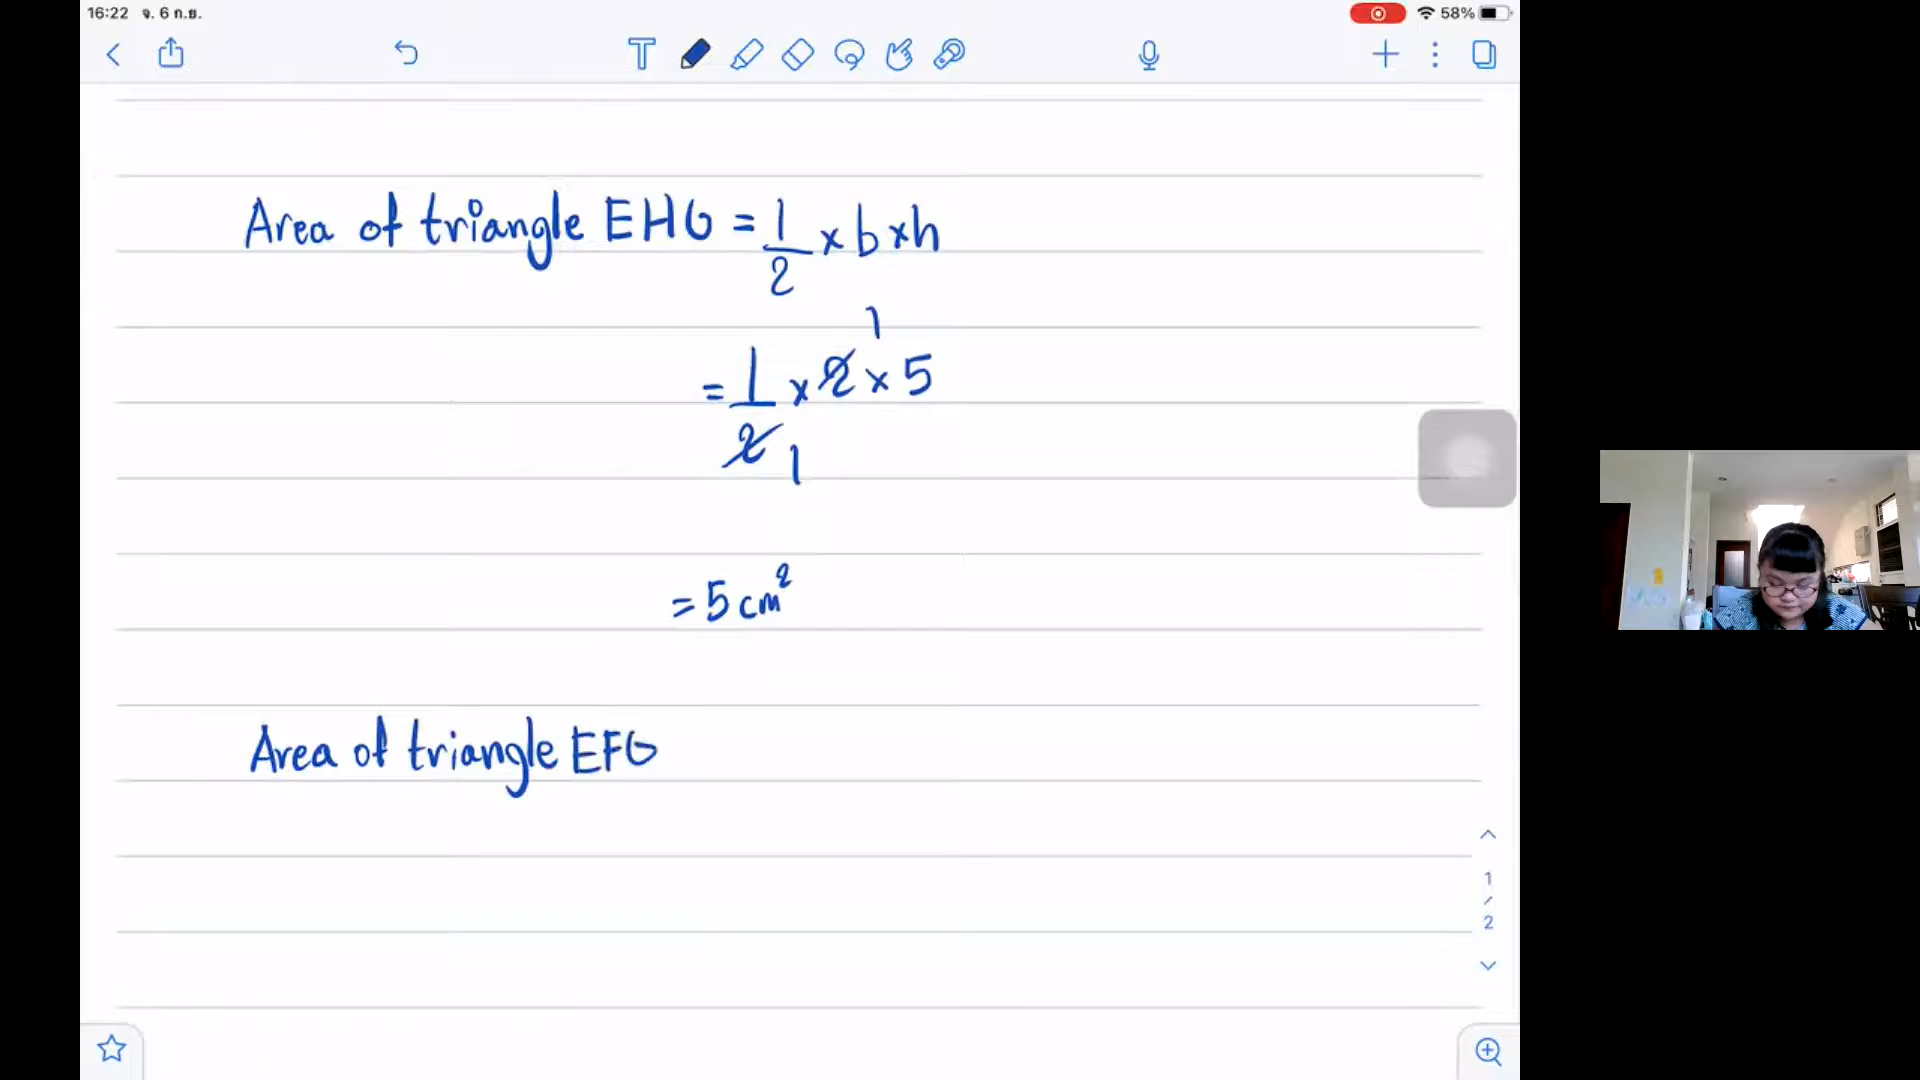 16:22 จ. 6 ก.ย.
58%
T
Area of triangle EHG = 1/2 × b × h
1
= 1/2 × 2 × 5
1
= 5 cm²
Area of triangle EFG
1
/
2